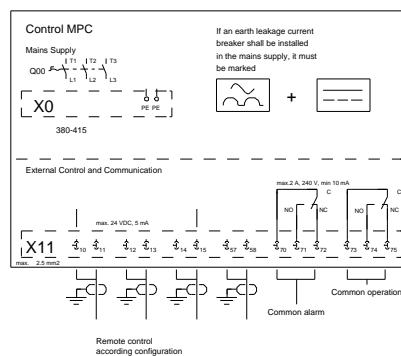 Control MPC
Mains Supply
T1 T2 T3
Q00
L1 L2 L3
X0
PE PE
380-415
If an earth leakage current
breaker shall be installed
in the mains supply, it must
be marked
+
External Control and Communication
max.2 A, 240 V, min 10 mA
C C
NO NC NO NC
max. 24 VDC, 5 mA
X11
10 11 12 13 14 15 57 58 70 71 72 73 74 75
max. 2.5 mm2
Common operation
Common alarm
Remote control
according configuration